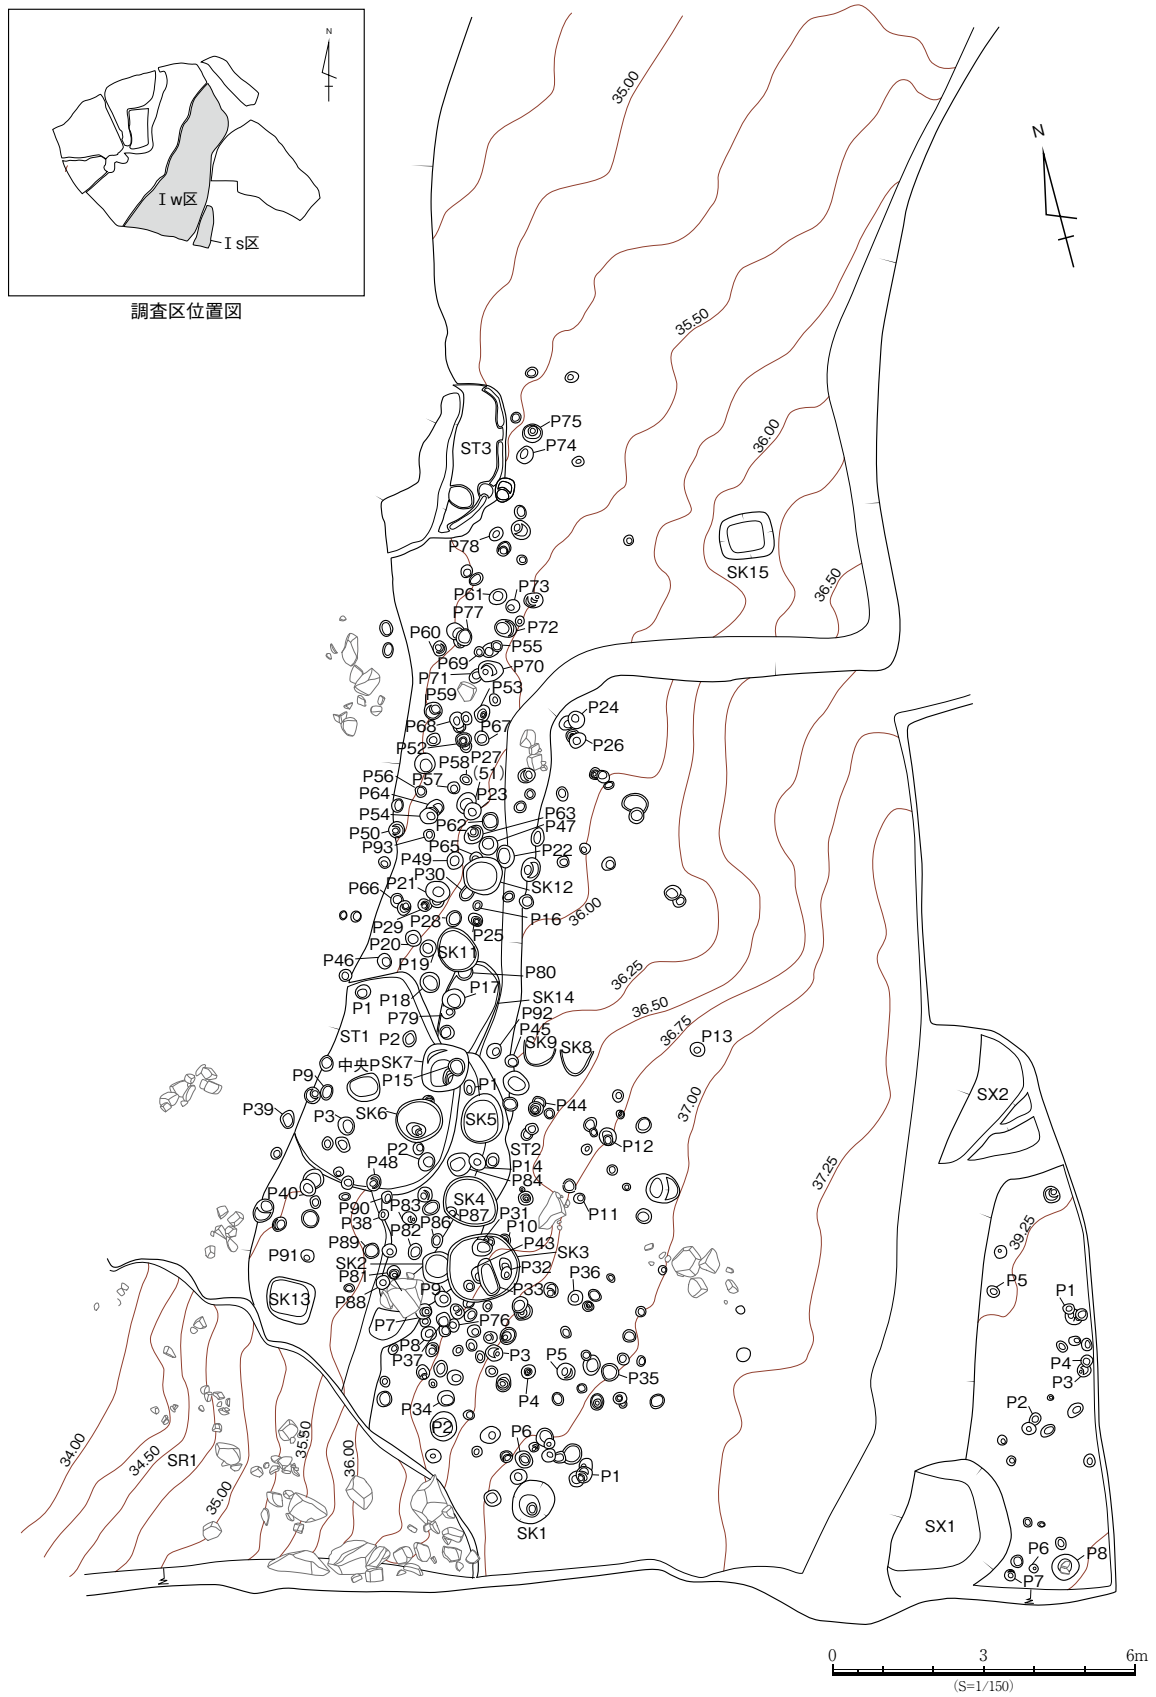 N
Ⅰw区
Ⅰs区
調査区位置図
N
35.00
35.50
36.00
36.50
P75
P74
ST3
P78
SK15
P61
P73
P77
P60
P72
P55
P69
P70
P71
P59
P53
P24
P68
P67
P26
P52
P58
P27
(51)
P56
P57
P64
P23
P54
P63
P62
P47
P50
P93
P65
P22
P49
P30
SK12
P66
P21
P16
36.00
P29
P28
P25
P20
P46
P19
SK11
P80
36.25
P1
P18
P17
SK14
36.50
P79
P92
36.75
P13
ST1
P2
P45
SK9
SK8
中央P
SK7
P9
P15
P1
37.00
SX2
P39
P3
SK6
SK5
P44
P12
P2
ST2
37.25
P48
P14
P84
P40
P90
P83
SK4
P11
P38
P87
P31
P82
P86
P10
39.25
P89
P43
P91
SK2
SK3
P81
P32
P36
P5
P1
SK13
P88
P9
P33
P7
P76
P8
P37
P3
P5
P35
P4
P3
P4
P34
P2
P2
P6
34.00
34.50
SR1
35.00
35.50
36.00
P1
SK1
SX1
P6
P8
P7
0
3
6m
(S=1/150)